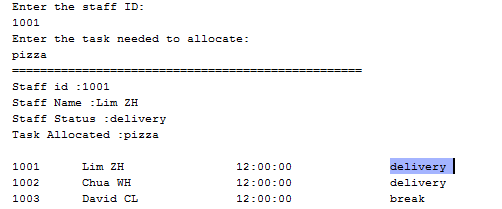 Enter the staff ID:
1001
Enter the task needed to allocate:
pizza
==================================================
Staff id :1001
Staff Name :Lim ZH
Staff Status :delivery
Task Allocated :pizza
1001 Lim ZH 12:00:00 delivery
1002 Chua WH 12:00:00 delivery
1003 David CL 12:00:00 break